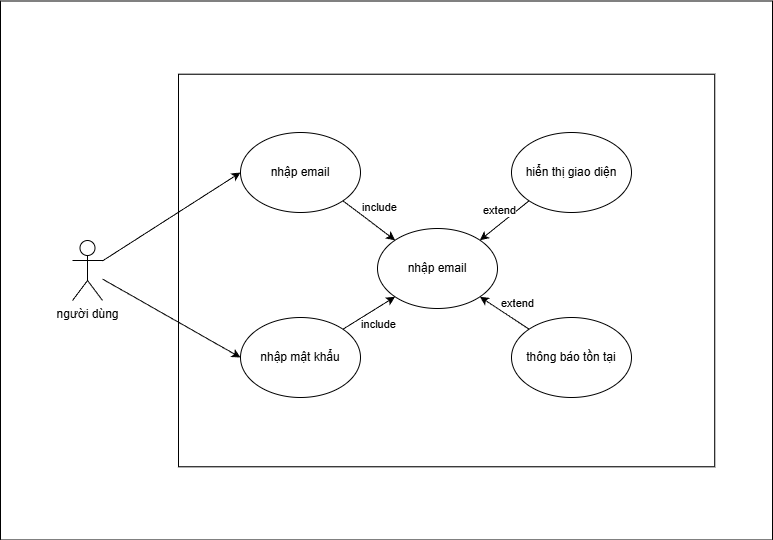 nhập email
hiển thị giao diện
include
extend
nhập email
người dùng
extend
include
nhập mật khẩu
thông báo tồn tại